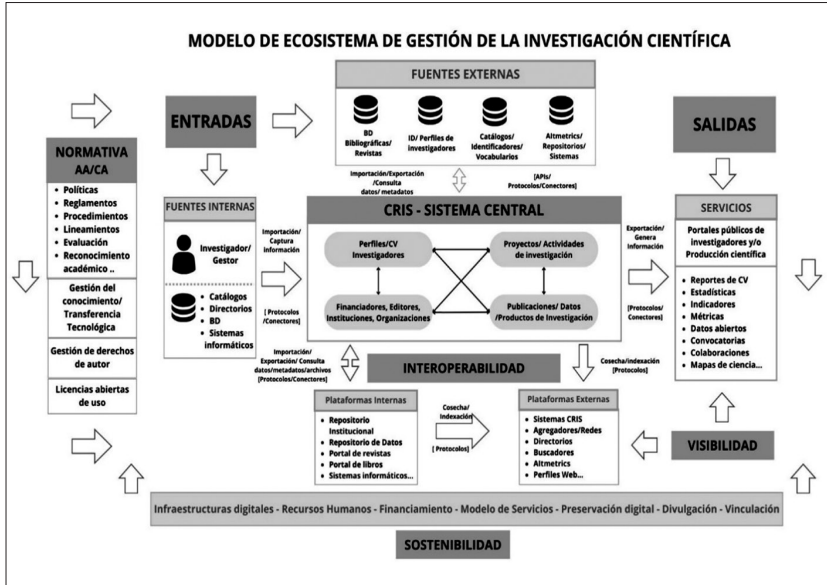 MODELO DE ECOSISTEMA DE GESTIÓN DE LA INVESTIGACIÓN CIENTÍFICA
FUENTES EXTERNAS
BD
Bibliográficas/
Revistas
ID/ Perfiles de
investigadores
Catálogos/
Identificadores/
Vocabularios
Altmetrics/
Repositorios/
Sistemas
ENTRADAS
SALIDAS
NORMATIVA
AA/CA
• Políticas
• Reglamentos
• Procedimientos
• Lineamientos
• Evaluación
• Reconocimiento
académico ..
Gestión del
conocimiento/
Transferencia
Tecnológica
Gestión de derechos
de autor
Licencias abiertas
de uso
FUENTES INTERNAS
Investigador/
Gestor
• Catálogos
• Directorios
• BD
• Sistemas
informáticos
Importación/
Captura
información
[Protocolos
/Conectores]
Importación/Exportación
/Consulta
datos/ metadatos
[APIs/
Protocolos/Conectores]
CRIS - SISTEMA CENTRAL
Perfiles/CV
Investigadores
Proyectos/ Actividades
de investigación
Financiadores, Editores,
Instituciones, Organizaciones
Publicaciones/ Datos
/Productos de Investigación
Exportación/
Genera
Información
[Protocolos/
Conectores]
SERVICIOS
Portales públicos de
investigadores y/o
Producción científica
• Reportes de CV
• Estadísticas
• Indicadores
• Métricas
• Datos abiertos
• Convocatorias
• Colaboraciones
• Mapas de ciencia...
Importación/
Exportación/ Consulta
datos/metadatos/archivos
[Protocolos/Conectores]
INTEROPERABILIDAD
Cosecha/indexación
[Protocolos]
Plataformas Internas
• Repositorio
Institucional
• Repositorio de Datos
• Portal de revistas
• Portal de libros
• Sistemas informáticos...
Cosecha/
Indexación
[ Protocolos]
Plataformas Externas
• Sistemas CRIS
• Agregadores/Redes
• Directorios
• Buscadores
• Altmetrics
• Perfiles Web...
VISIBILIDAD
Infraestructuras digitales - Recursos Humanos - Financiamiento - Modelo de Servicios - Preservación digital - Divulgación - Vinculación
SOSTENIBILIDAD